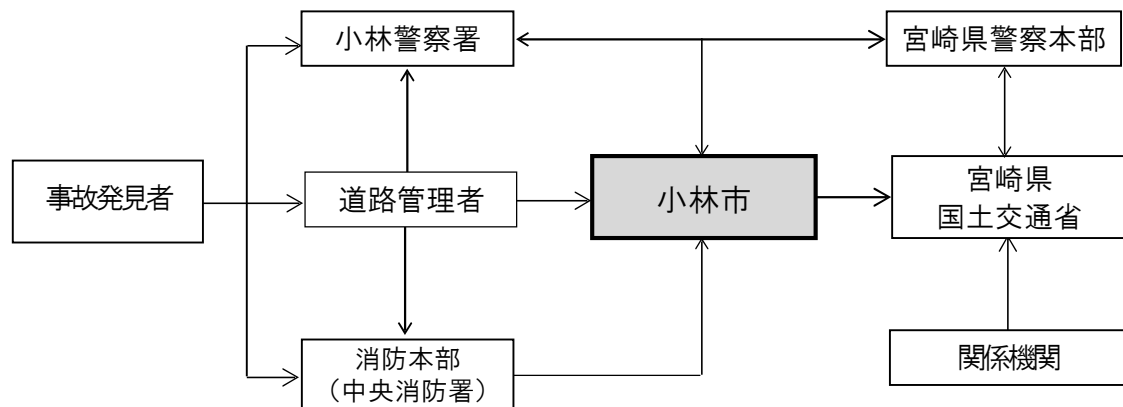 小林警察署
宮崎県警察本部
事故発見者
道路管理者
小林市
宮崎県
国土交通省
消防本部
（中央消防署）
関係機関